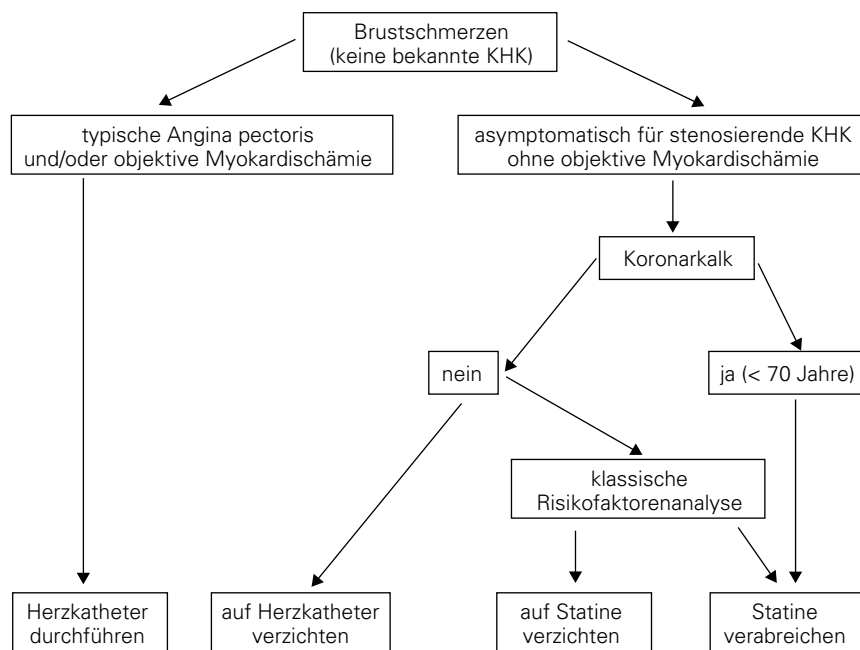 Brustschmerzen
(keine bekannte KHK)
typische Angina pectoris
und/oder objektive Myokardischämie
asymptomatisch für stenosierende KHK
ohne objektive Myokardischämie
Koronarkalk
nein
ja (< 70 Jahre)
klassische
Risikofaktorenanalyse
Herzkatheter
durchführen
auf Herzkatheter
verzichten
auf Statine
verzichten
Statine
verabreichen